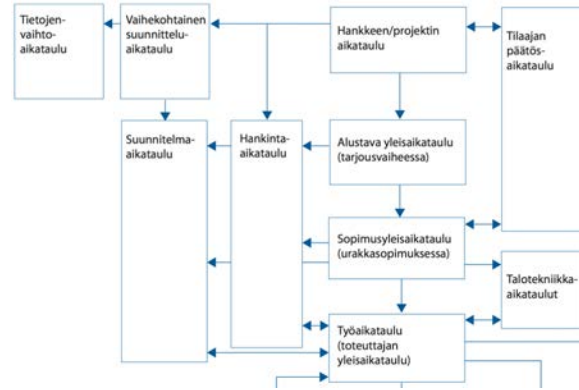 Tietojen-
vaihto-
aikataulu
Vaihekohtainen
suunnittelu-
aikataulu
Hankkeen/projektin
aikataulu
Tilaajan
päätös-
aikataulu
Suunnitelma-
aikataulu
Hankinta-
aikataulu
Alustava yleisaikataulu
(tarjousvaiheessa)
Sopimusyleisaikataulu
(urakkasopimuksessa)
Talotekniikka-
aikataulut
Työaikataulu
(toteuttajan
yleisaikataulu)